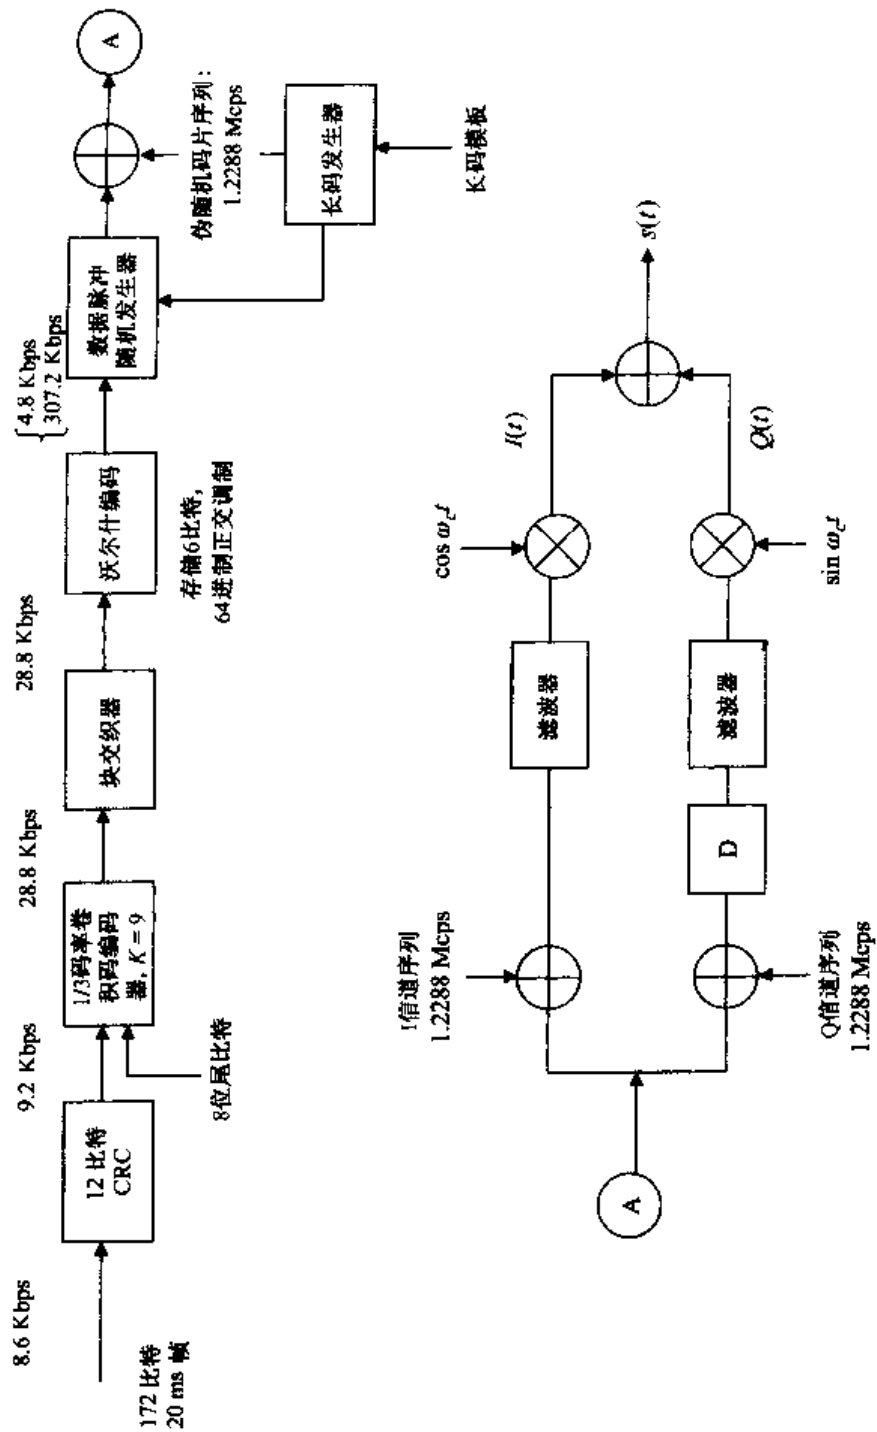 8.6 Kbps
172 比特
20 ms 帧
12 比特
CRC
9.2 Kbps
8位尾比特
1/3码率卷
积码编码
器, K = 9
28.8 Kbps
块交织器
28.8 Kbps
沃尔什编码
存储6比特,
64进制正交调制
4.8 Kbps
307.2 Kbps
数据脉冲
随机发生器
伪随机码片序列:
1.2288 Mcps
长码发生器
长码模板
A
A
I信道序列
1.2288 Mcps
Q信道序列
1.2288 Mcps
D
滤波器
滤波器
cos ω_c t
sin ω_c t
I(t)
Q(t)
s(t)